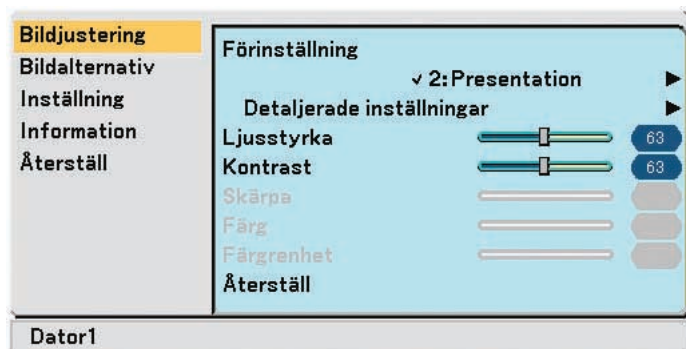 Bildjustering
Bildalternativ
Inställning
Information
Återställ
Förinställning
✓ 2:Presentation ▶
Detaljerade inställningar ▶
Ljusstyrka 63
Kontrast 63
Skärpa
Färg
Färgrenhet
Återställ
Dator1